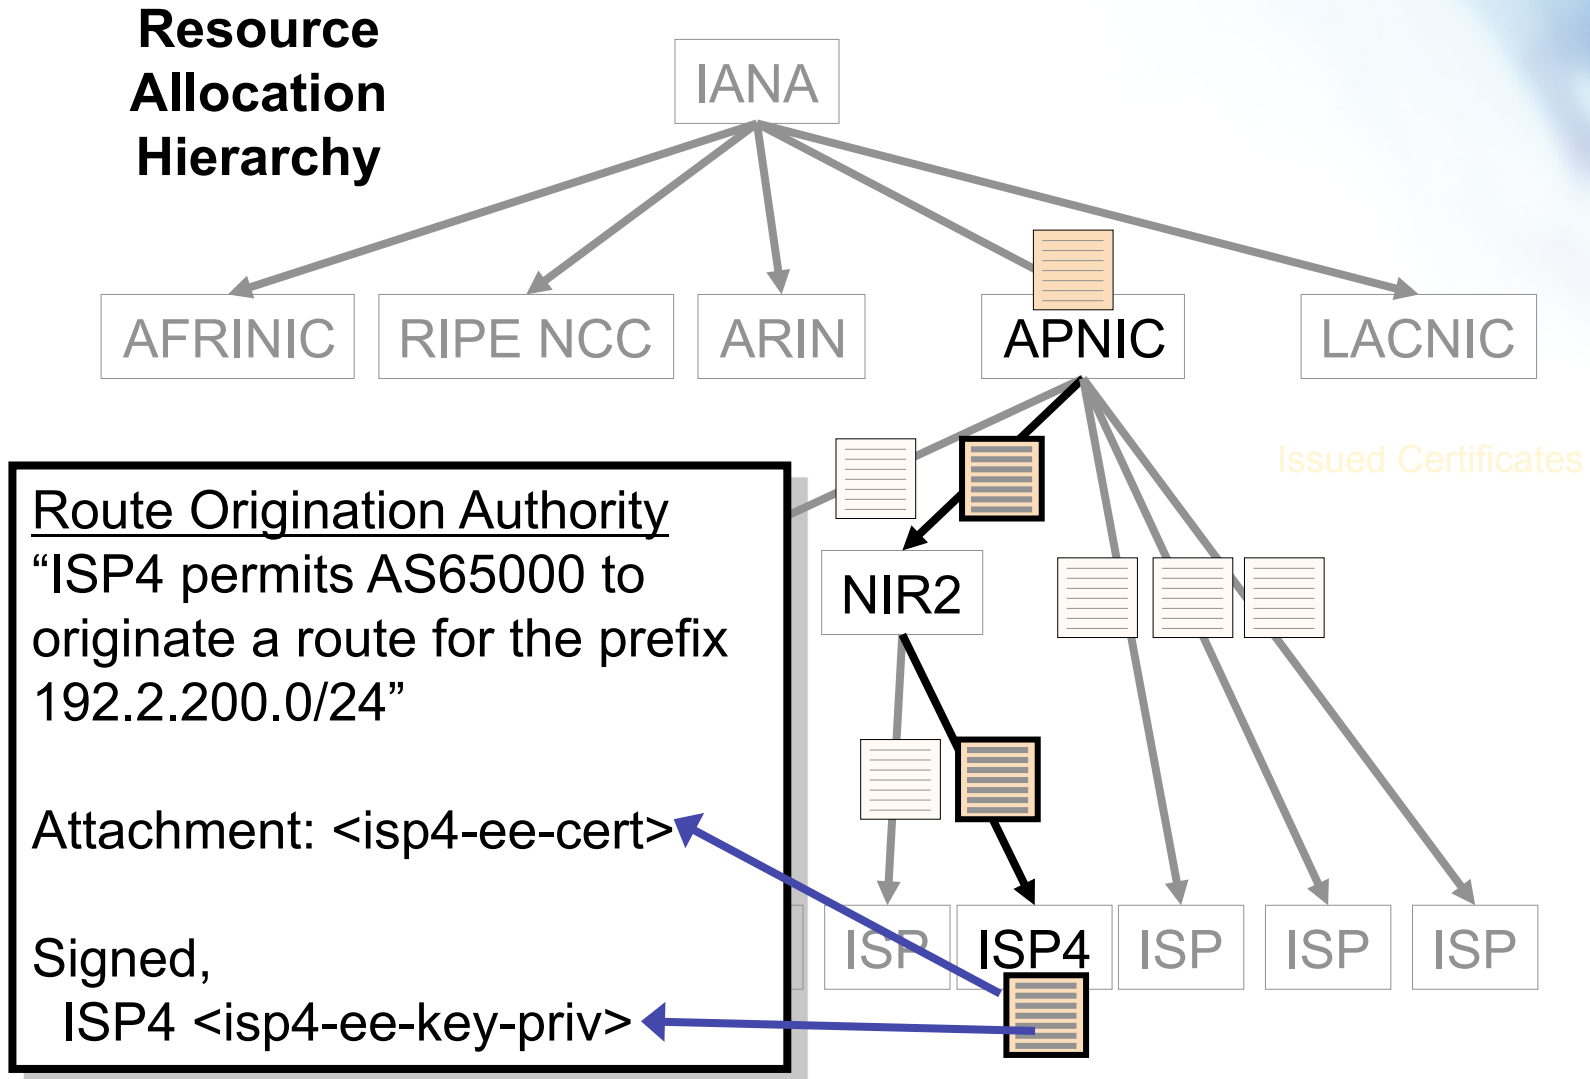 Resource
Allocation
Hierarchy
IANA
AFRINIC
RIPE NCC
ARIN
APNIC
LACNIC
Issued Certificates
Route Origination Authority
“ISP4 permits AS65000 to
originate a route for the prefix
192.2.200.0/24”
Attachment: <isp4-ee-cert>
Signed,
ISP4 <isp4-ee-key-priv>
NIR2
ISP
ISP4
ISP
ISP
ISP